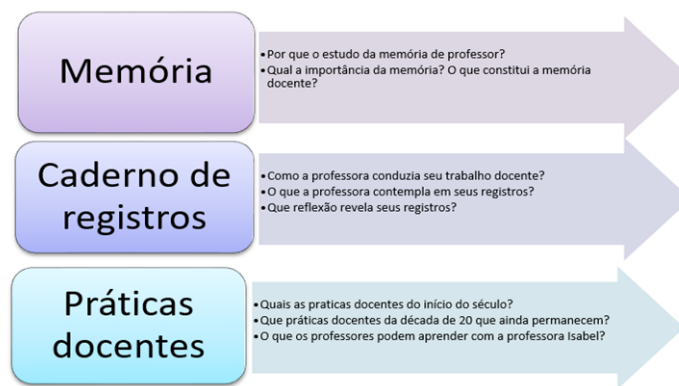 Memória
•Por que o estudo da memória de professor?
•Qual a importância da memória? O que constitui a memória
docente?
Caderno de
registros
•Como a professora conduzia seu trabalho docente?
•O que a professora contempla em seus registros?
•Que reflexão revela seus registros?
Práticas
docentes
•Quais as praticas docentes do início do século?
•Que práticas docentes da década de 20 que ainda permanecem?
•O que os professores podem aprender com a professora Isabel?